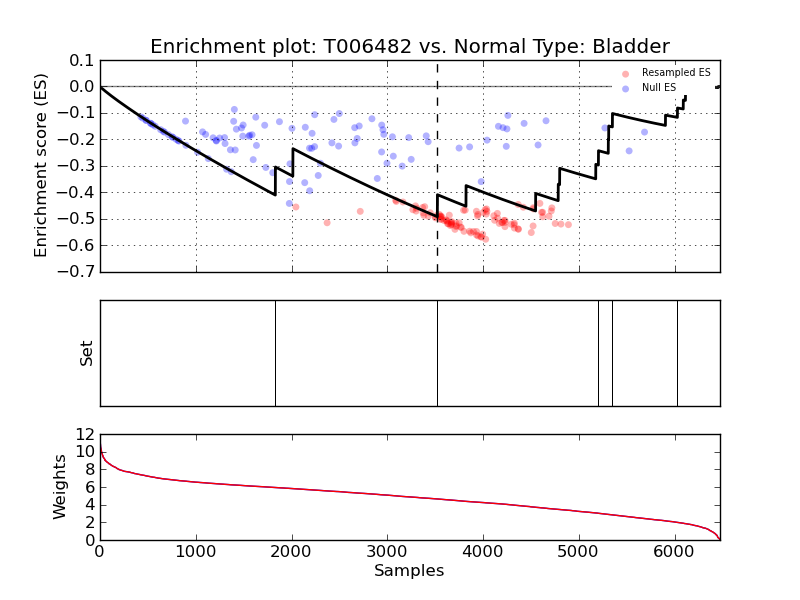 Enrichment plot: T006482 vs. Normal Type: Bladder
Enrichment score (ES)
0.1
0.0
−0.1
−0.2
−0.3
−0.4
−0.5
−0.6
−0.7
Resampled ES
Null ES
Set
Weights
12
10
8
6
4
2
0
0 1000 2000 3000 4000 5000 6000
Samples